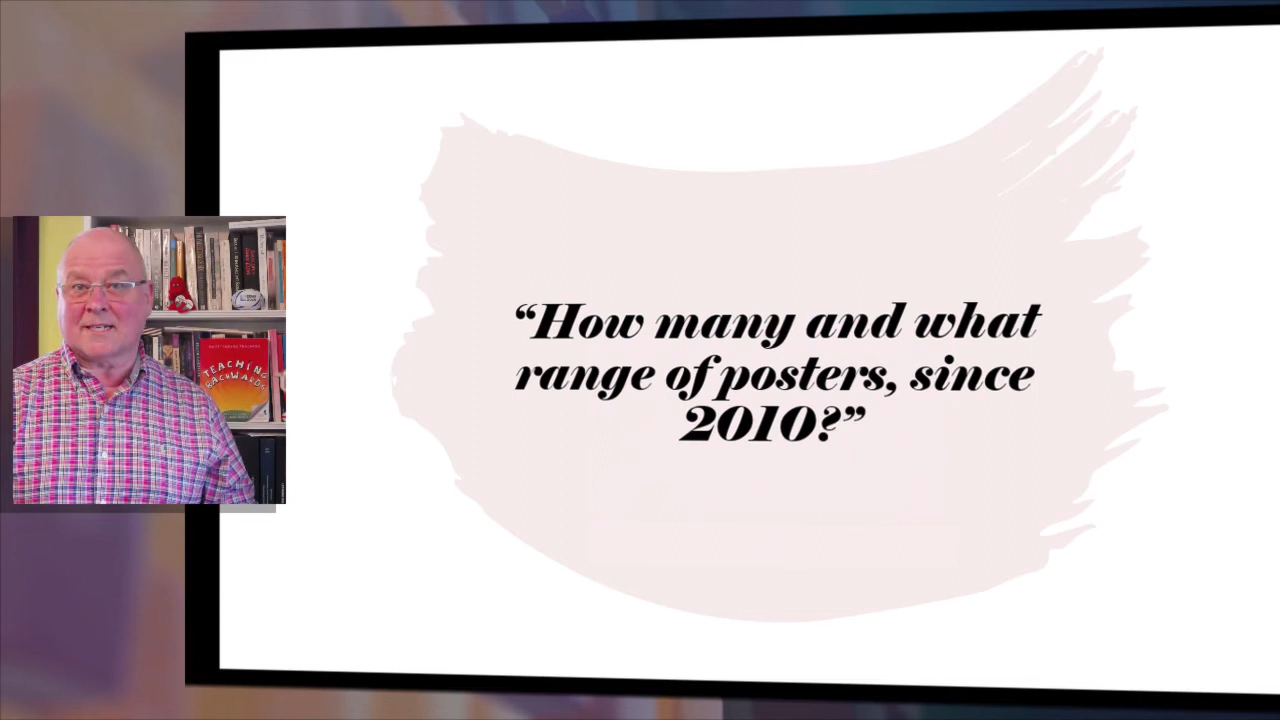 “How many and what
range of posters, since
2010?”
TEACHING
BACKWARDS